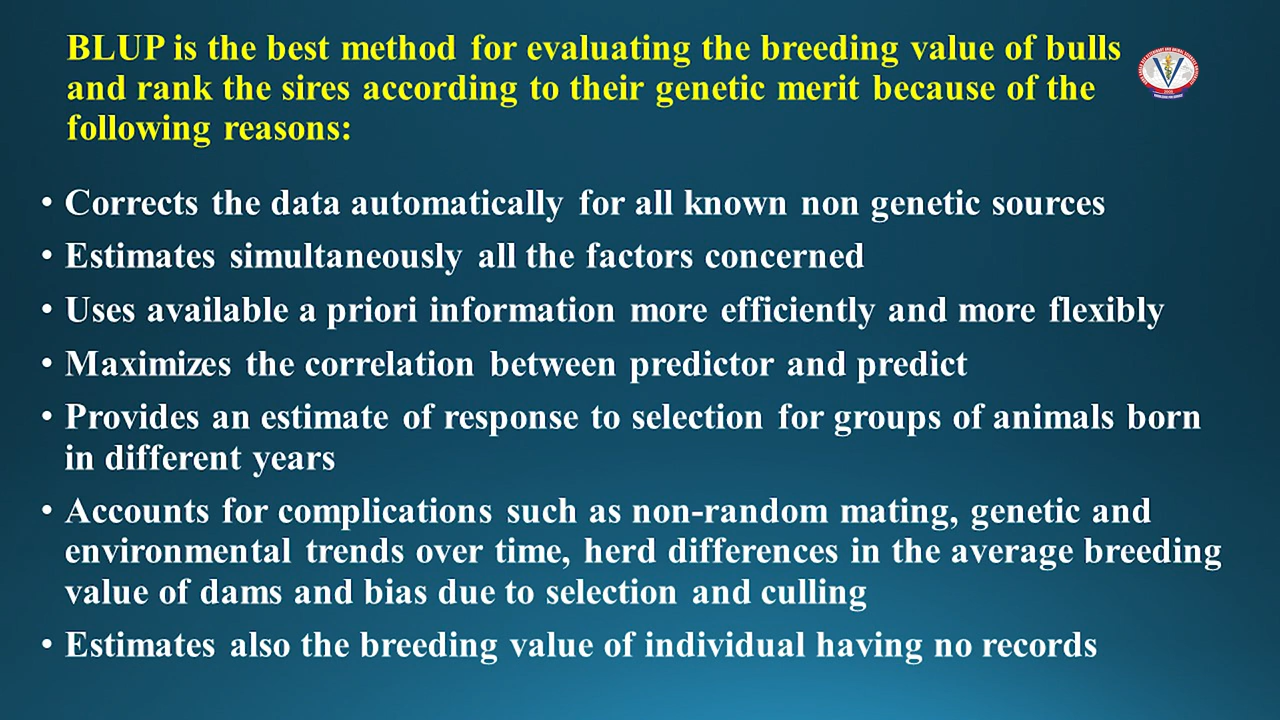 BLUP is the best method for evaluating the breeding value of bulls
and rank the sires according to their genetic merit because of the
following reasons:
• Corrects the data automatically for all known non genetic sources
• Estimates simultaneously all the factors concerned
• Uses available a priori information more efficiently and more flexibly
• Maximizes the correlation between predictor and predict
• Provides an estimate of response to selection for groups of animals born
in different years
• Accounts for complications such as non-random mating, genetic and
environmental trends over time, herd differences in the average breeding
value of dams and bias due to selection and culling
• Estimates also the breeding value of individual having no records